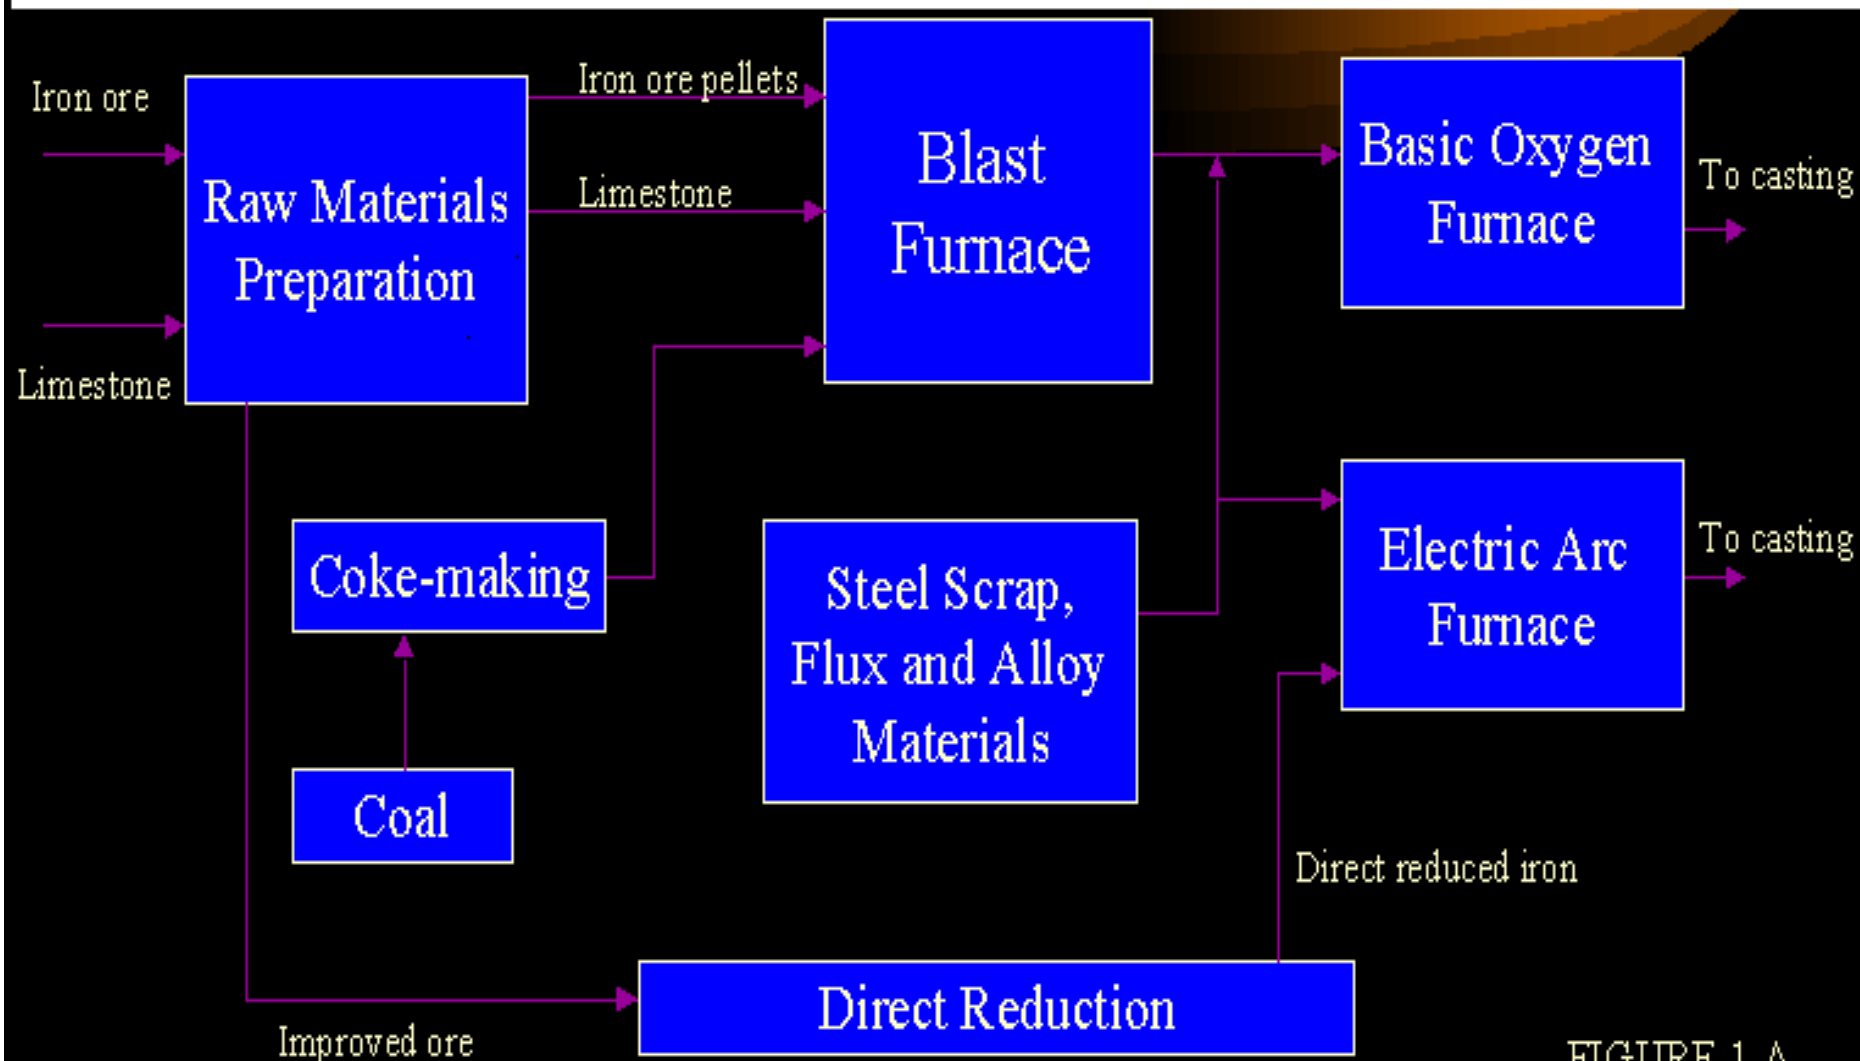 Iron ore
Limestone
Raw Materials
Preparation
Iron ore pellets
Limestone
Blast
Furnace
Basic Oxygen
Furnace
To casting
Coke-making
Coal
Steel Scrap,
Flux and Alloy
Materials
Electric Arc
Furnace
To casting
Direct reduced iron
Improved ore
Direct Reduction
FIGURE 1 A